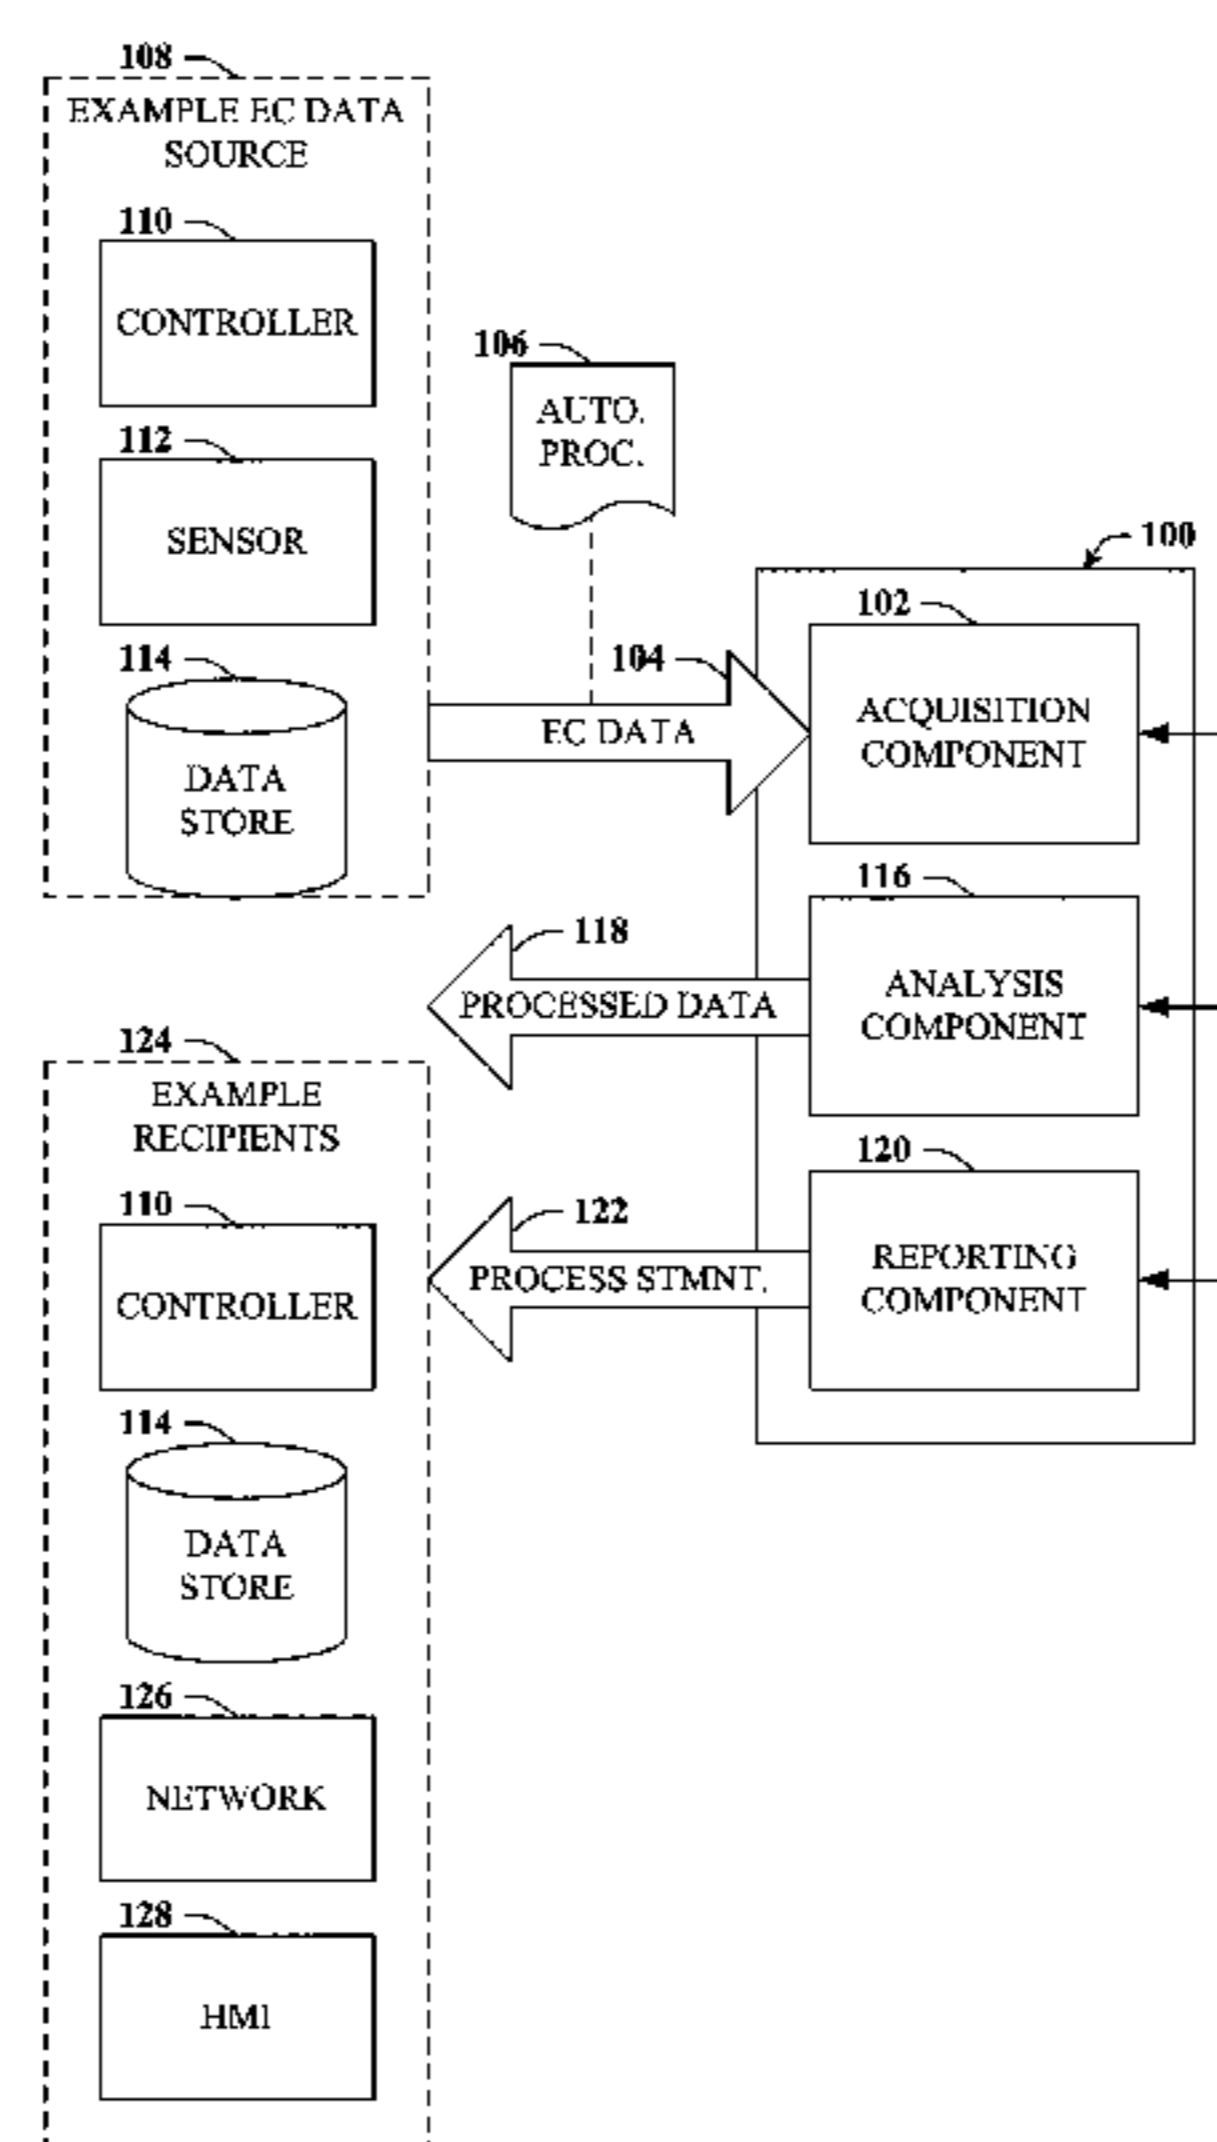 108
EXAMPLE EC DATA
SOURCE
110
CONTROLLER
112
SENSOR
114
DATA
STORE
106
AUTO.
PROC.
104
EC DATA
100
102
ACQUISITION
COMPONENT
116
ANALYSIS
COMPONENT
118
PROCESSED DATA
120
REPORTING
COMPONENT
122
PROCESS STMNT.
124
EXAMPLE
RECIPIENTS
110
CONTROLLER
114
DATA
STORE
126
NETWORK
128
HMI